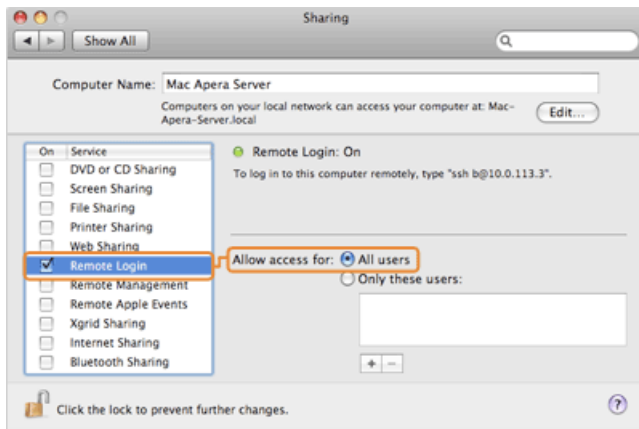 Sharing
Show All
Computer Name: Mac Apera Server
Computers on your local network can access your computer at: Mac-
Apera-Server.local
Edit...
On Service
DVD or CD Sharing
Screen Sharing
File Sharing
Printer Sharing
Web Sharing
Remote Login
Remote Management
Remote Apple Events
Xgrid Sharing
Internet Sharing
Bluetooth Sharing
Remote Login: On
To log in to this computer remotely, type "ssh b@10.0.113.3".
Allow access for: All users
Only these users:
+ −
Click the lock to prevent further changes.
?